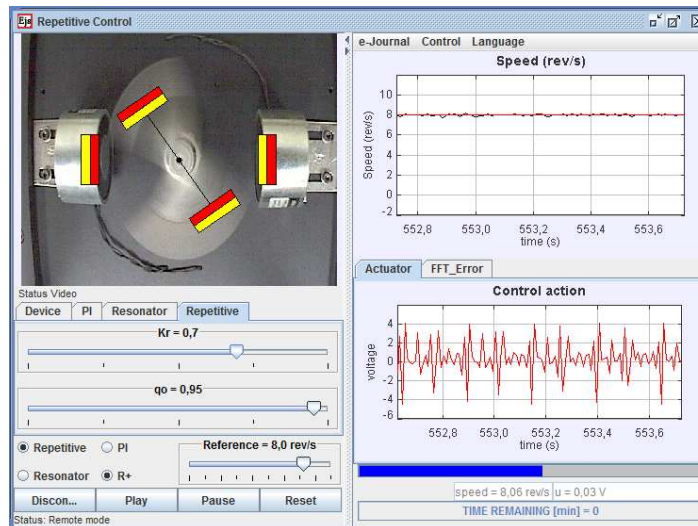 Ejs Repetitive Control
Status Video
Device PI Resonator Repetitive
Kr = 0,7
qo = 0,95
Repetitive PI
Resonator R+
Reference = 8,0 rev/s
Discon... Play Pause Reset
Status: Remote mode
e-Journal Control Language
Speed (rev/s)
Speed (rev/s)
10
8
6
4
2
0
-2
552,8 553,0 553,2 553,4 553,6
time (s)
Actuator FFT_Error
Control action
voltage
4
2
0
-2
-4
-6
552,8 553,0 553,2 553,4 553,6
time (s)
speed = 8,06 rev/s u = 0,03 V
TIME REMAINING [min] = 0